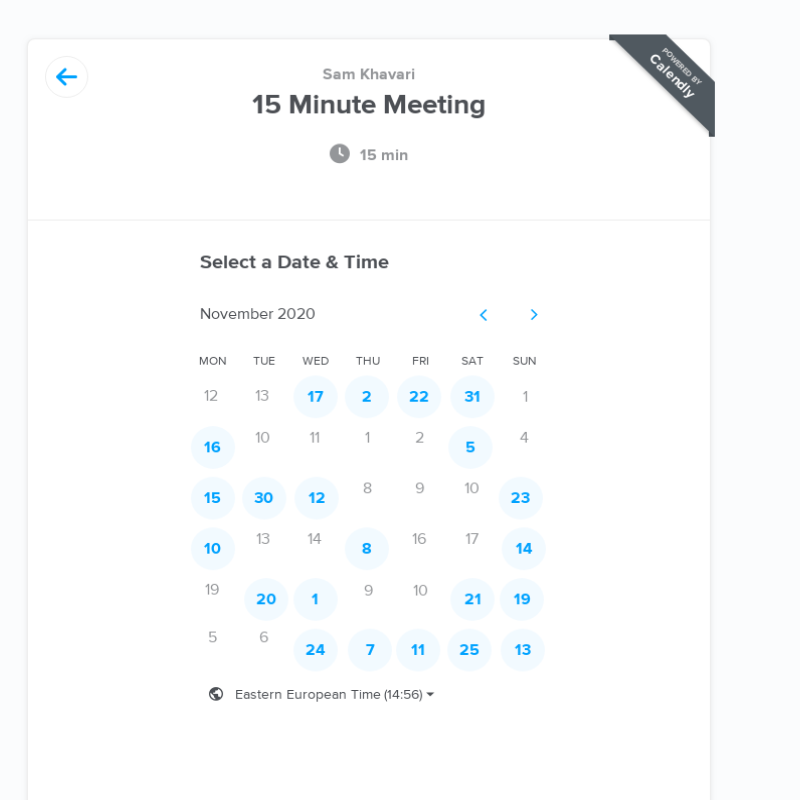 POWERED BY
Calendly
Sam Khavari
15 Minute Meeting
15 min
Select a Date & Time
November 2020
MON TUE WED THU FRI SAT SUN
12 13 17 2 22 31 1
16 10 11 1 2 5 4
15 30 12 8 9 10 23
10 13 14 8 16 17 14
19 20 1 9 10 21 19
5 6 24 7 11 25 13
Eastern European Time (14:56)